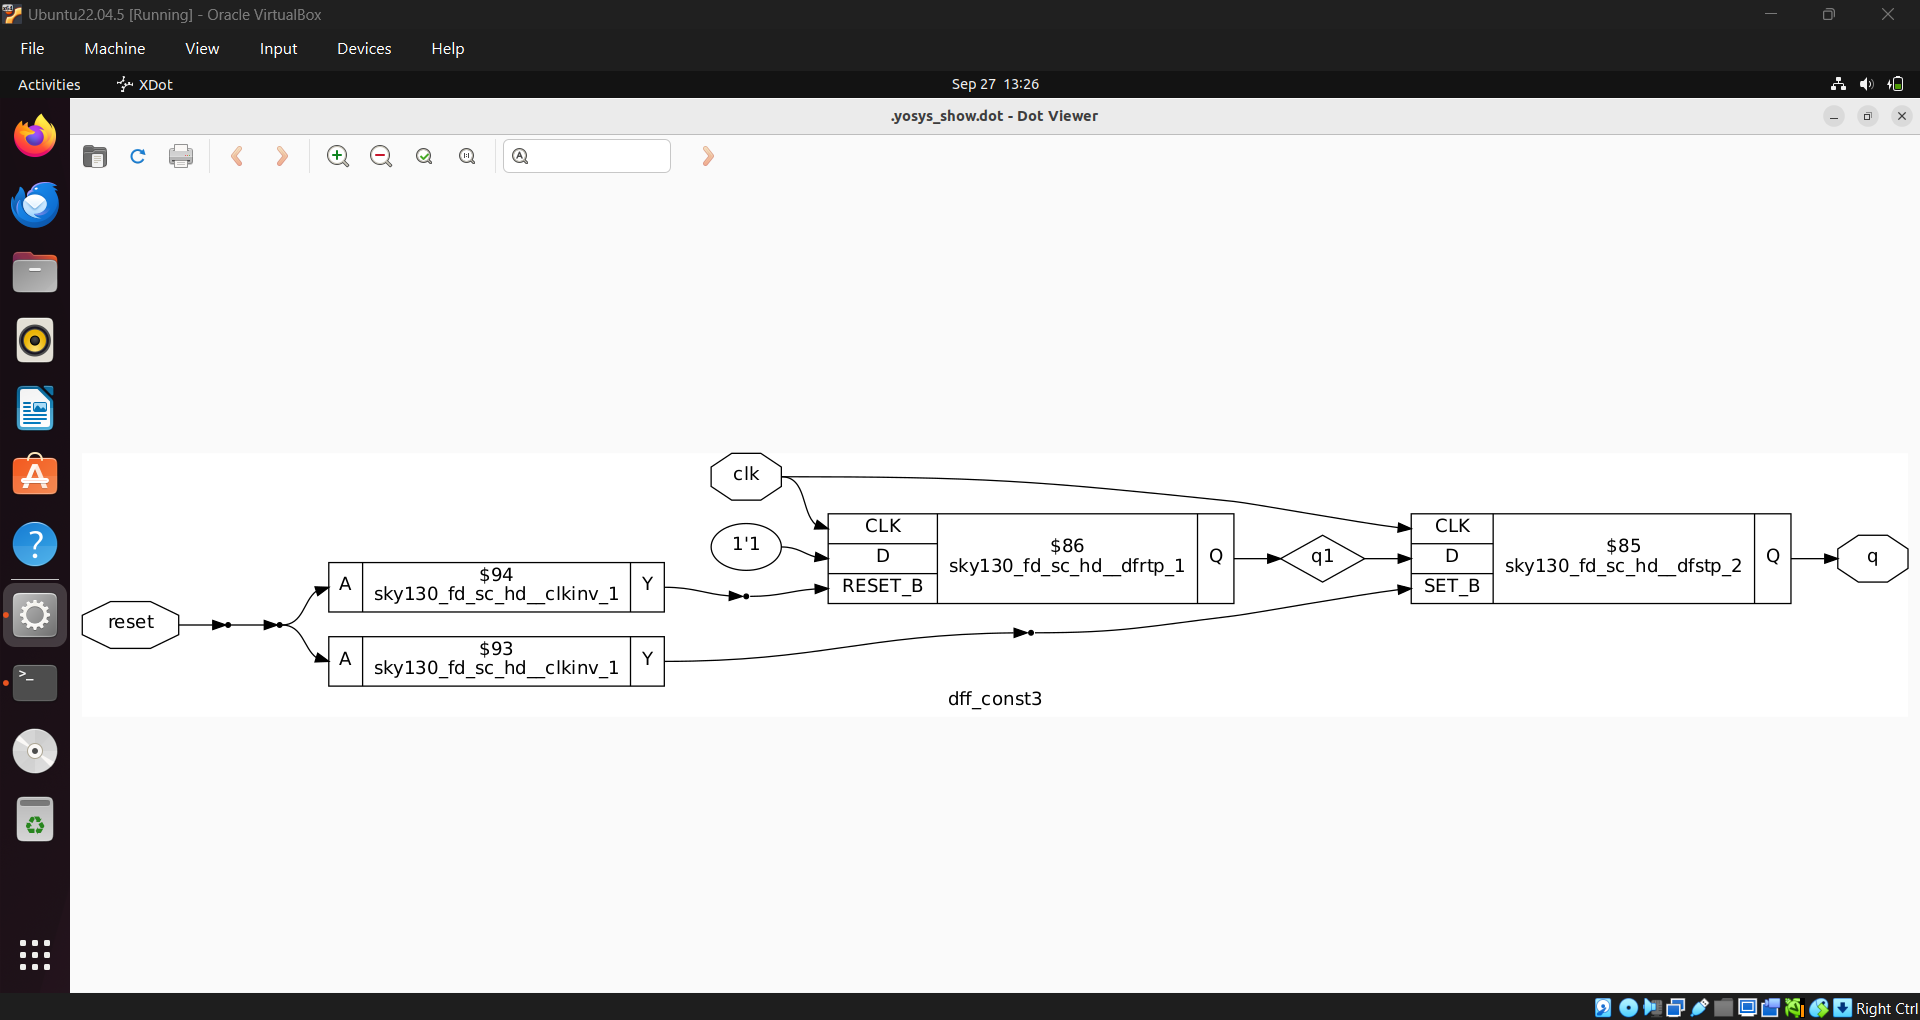 Ubuntu22.04.5 [Running] - Oracle VirtualBox
File Machine View Input Devices Help
Activities XDot Sep 27 13:26
.yosys_show.dot - Dot Viewer
clk
CLK
D
RESET_B
$86
sky130_fd_sc_hd__dfrtp_1
Q
1'1
q1
CLK
D
SET_B
$85
sky130_fd_sc_hd__dfstp_2
Q
q
reset
A
$94
sky130_fd_sc_hd__clkinv_1
Y
A
$93
sky130_fd_sc_hd__clkinv_1
Y
dff_const3
Right Ctrl